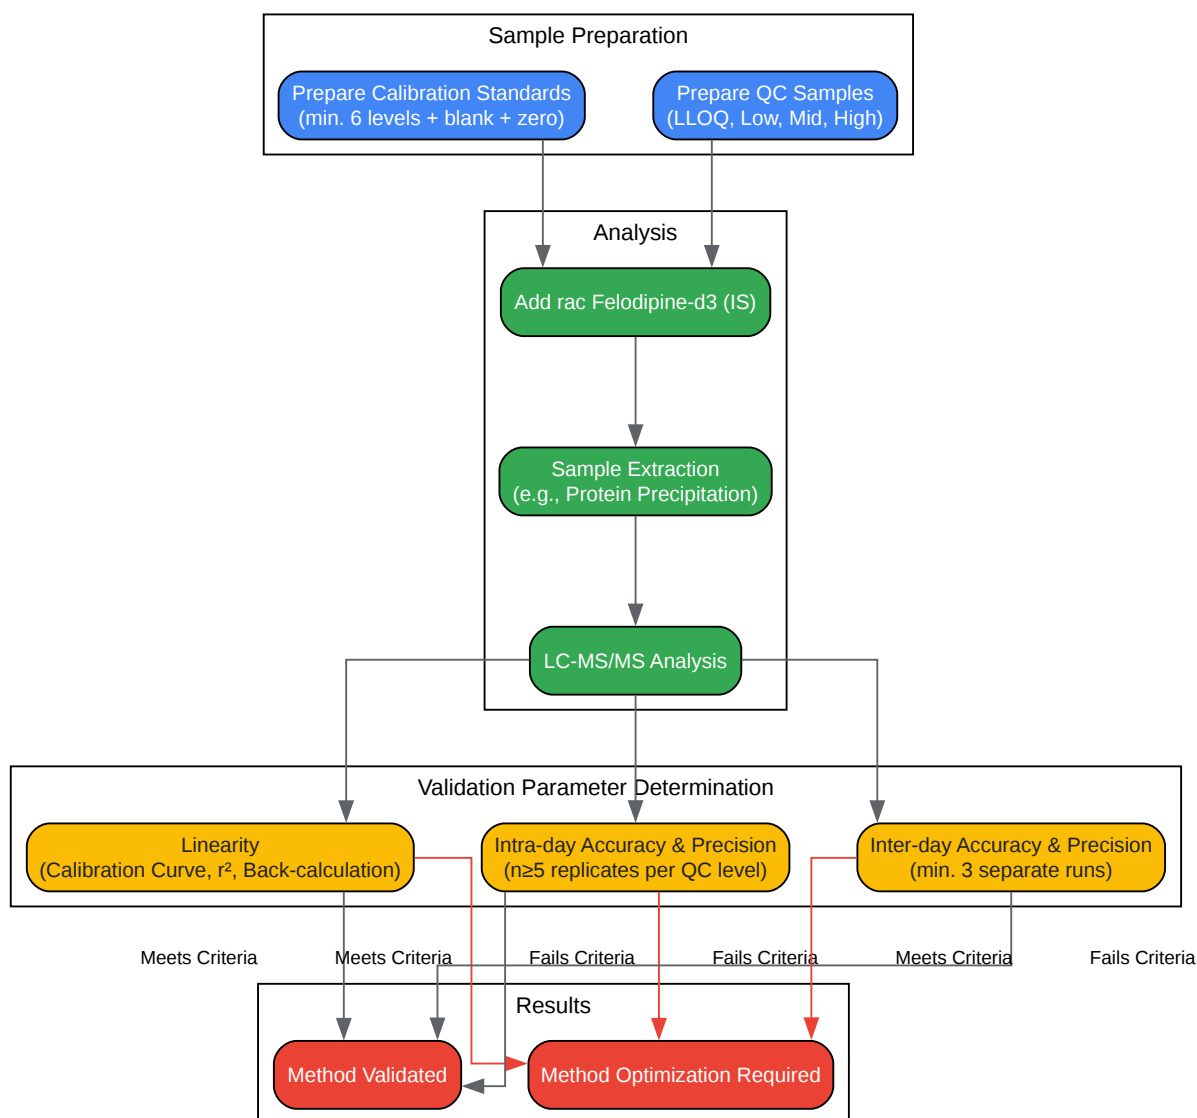 Sample Preparation
Prepare Calibration Standards
(min. 6 levels + blank + zero)
Prepare QC Samples
(LLOQ, Low, Mid, High)
Analysis
Add rac Felodipine-d3 (IS)
Sample Extraction
(e.g., Protein Precipitation)
LC-MS/MS Analysis
Validation Parameter Determination
Linearity
(Calibration Curve, r², Back-calculation)
Intra-day Accuracy & Precision
(n≥5 replicates per QC level)
Inter-day Accuracy & Precision
(min. 3 separate runs)
Meets Criteria
Meets Criteria
Fails Criteria
Fails Criteria
Meets Criteria
Fails Criteria
Results
Method Validated
Method Optimization Required